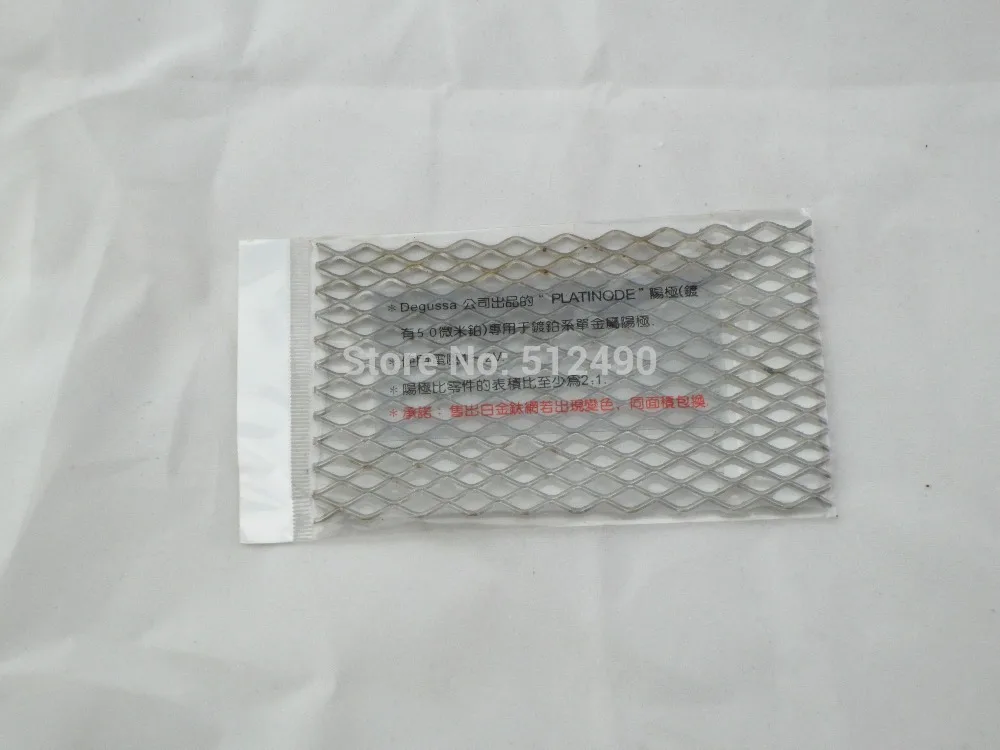 *Degussa 公司出品的“PLATINODE”陽極(鍍
有50微米鉑)專用于鍍鉑系單金屬陽極.
Store No: 512490
*陽極比零件的表積比至少爲2:1.
*承諾：售出白金鈦網若出現變色，同面積包換